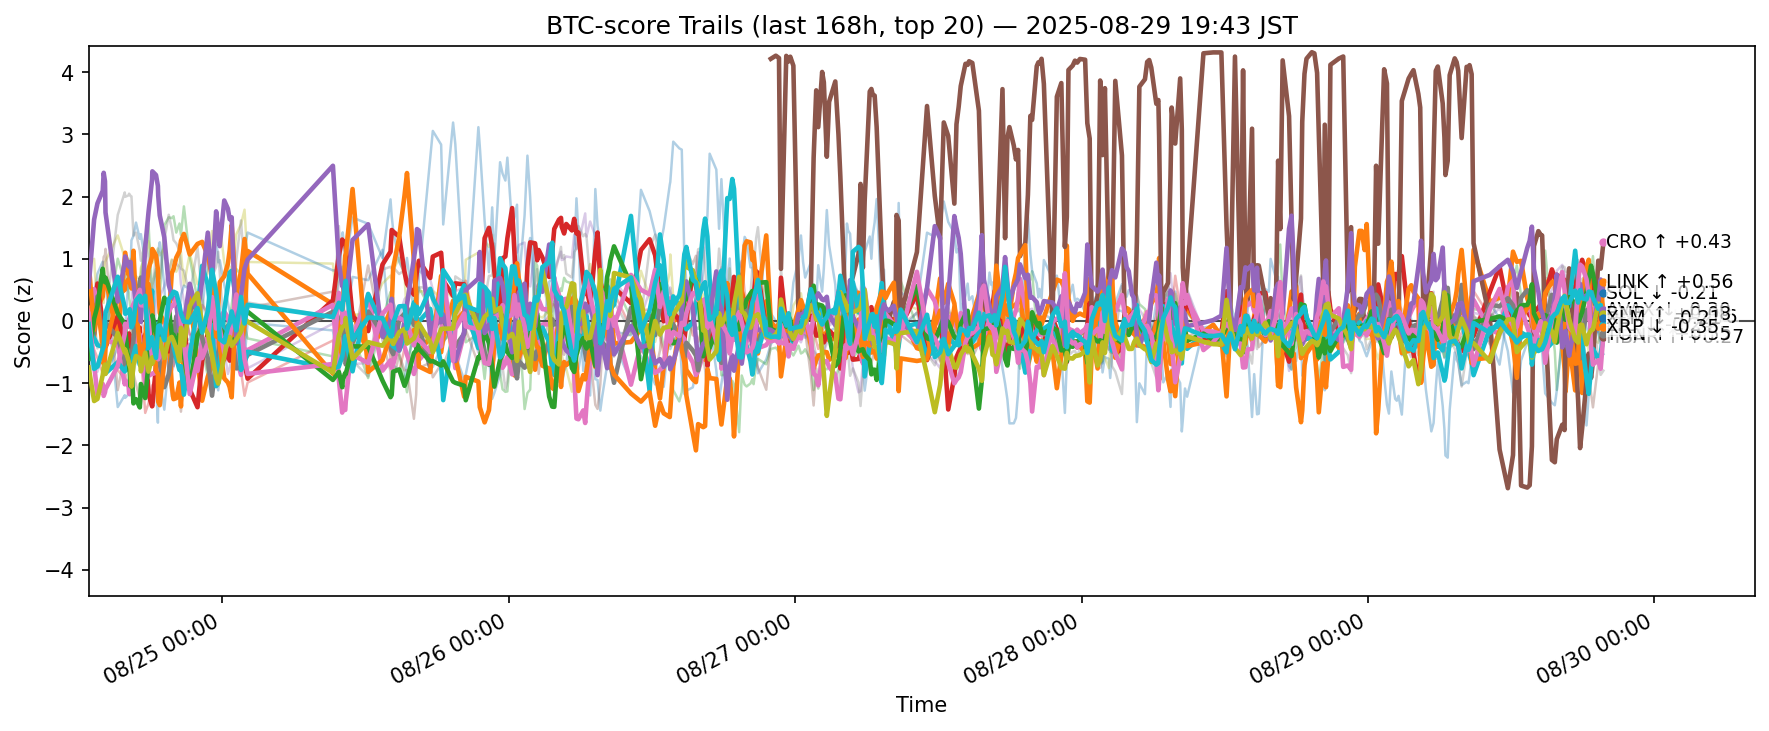 BTC-score Trails (last 168h, top 20) — 2025-08-29 19:43 JST
Score (z)
4
3
2
1
0
−1
−2
−3
−4
CRO ↑ +0.43
LINK ↑ +0.56
SOL ↓ -0.21
XRP ↓ -0.35
08/25 00:00
08/26 00:00
08/27 00:00
08/28 00:00
08/29 00:00
08/30 00:00
Time